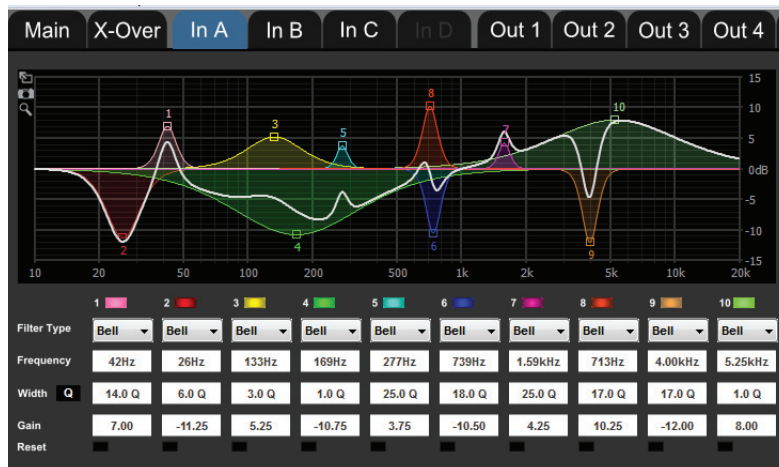 Main X-Over In A In B In C In D Out 1 Out 2 Out 3 Out 4
15
8
10
10
1
3
5
7
5
0dB
-5
2
4
6
-10
9
-15
10 20 50 100 200 500 1k 2k 5k 10k 20k
1 2 3 4 5 6 7 8 9 10
Filter Type Bell Bell Bell Bell Bell Bell Bell Bell Bell Bell
Frequency 42Hz 26Hz 133Hz 169Hz 277Hz 739Hz 1.59kHz 713Hz 4.00kHz 5.25kHz
Width Q 14.0 Q 6.0 Q 3.0 Q 1.0 Q 25.0 Q 18.0 Q 25.0 Q 17.0 Q 17.0 Q 1.0 Q
Gain 7.00 -11.25 5.25 -10.75 3.75 -10.50 4.25 10.25 -12.00 8.00
Reset